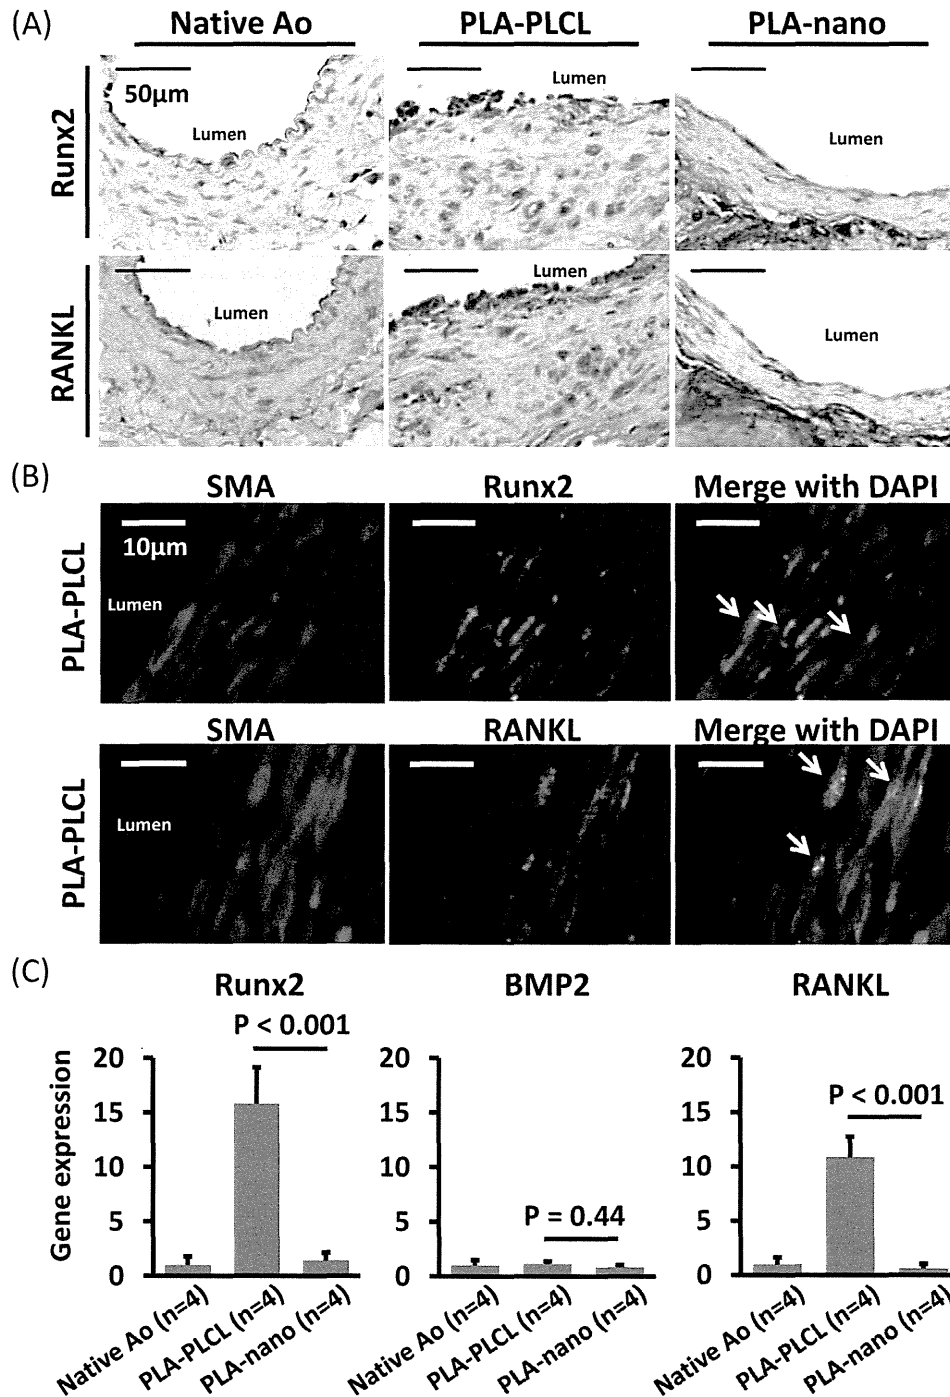 (A)
Native Ao
PLA-PLCL
PLA-nano
Runx2
50μm
Lumen
Lumen
Lumen
RANKL
Lumen
Lumen
Lumen
(B)
SMA
Runx2
Merge with DAPI
PLA-PLCL
10μm
Lumen
SMA
RANKL
Merge with DAPI
PLA-PLCL
Lumen
(C)
Runx2
BMP2
RANKL
Gene expression
P < 0.001
20
15
10
5
0
Native Ao (n=4)
PLA-PLCL (n=4)
PLA-nano (n=4)
20
15
10
5
0
P = 0.44
Native Ao (n=4)
PLA-PLCL (n=4)
PLA-nano (n=4)
20
15
10
5
0
P < 0.001
Native Ao (n=4)
PLA-PLCL (n=4)
PLA-nano (n=4)